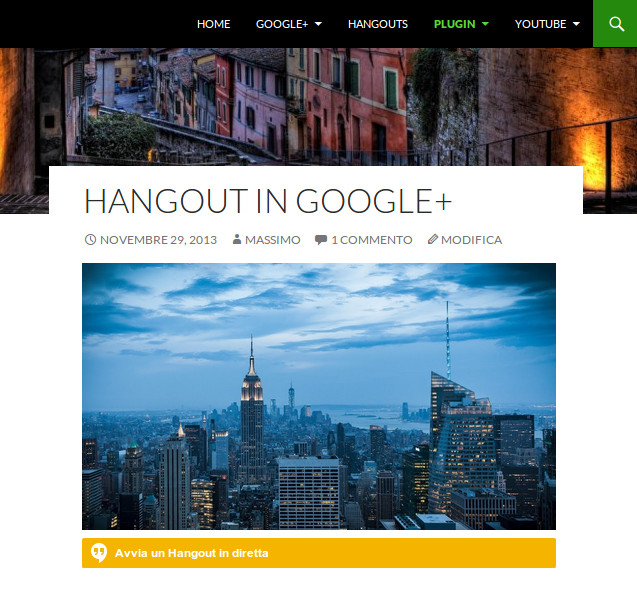 HOME GOOGLE+ HANGOUTS PLUGIN YOUTUBE
HANGOUT IN GOOGLE+
NOVEMBRE 29, 2013 MASSIMO 1 COMMENTO MODIFICA
Avvia un Hangout in diretta